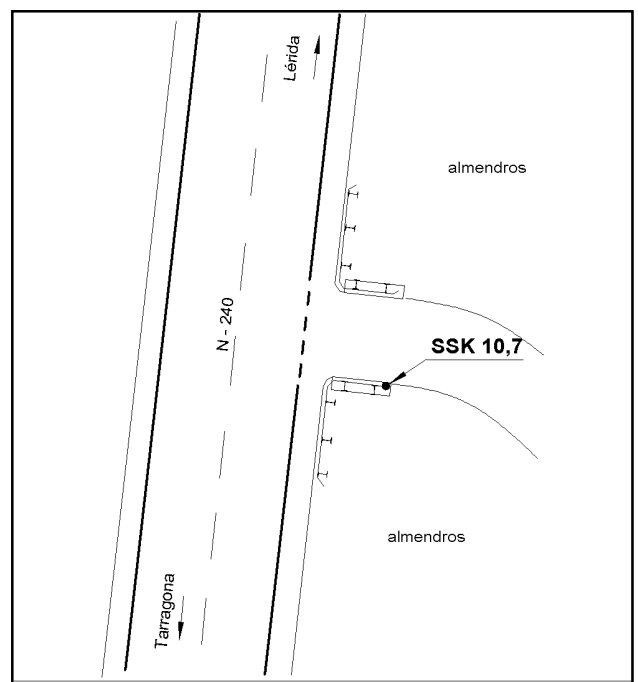 Lérida
almendros
N - 240
SSK 10,7
almendros
Tarragona